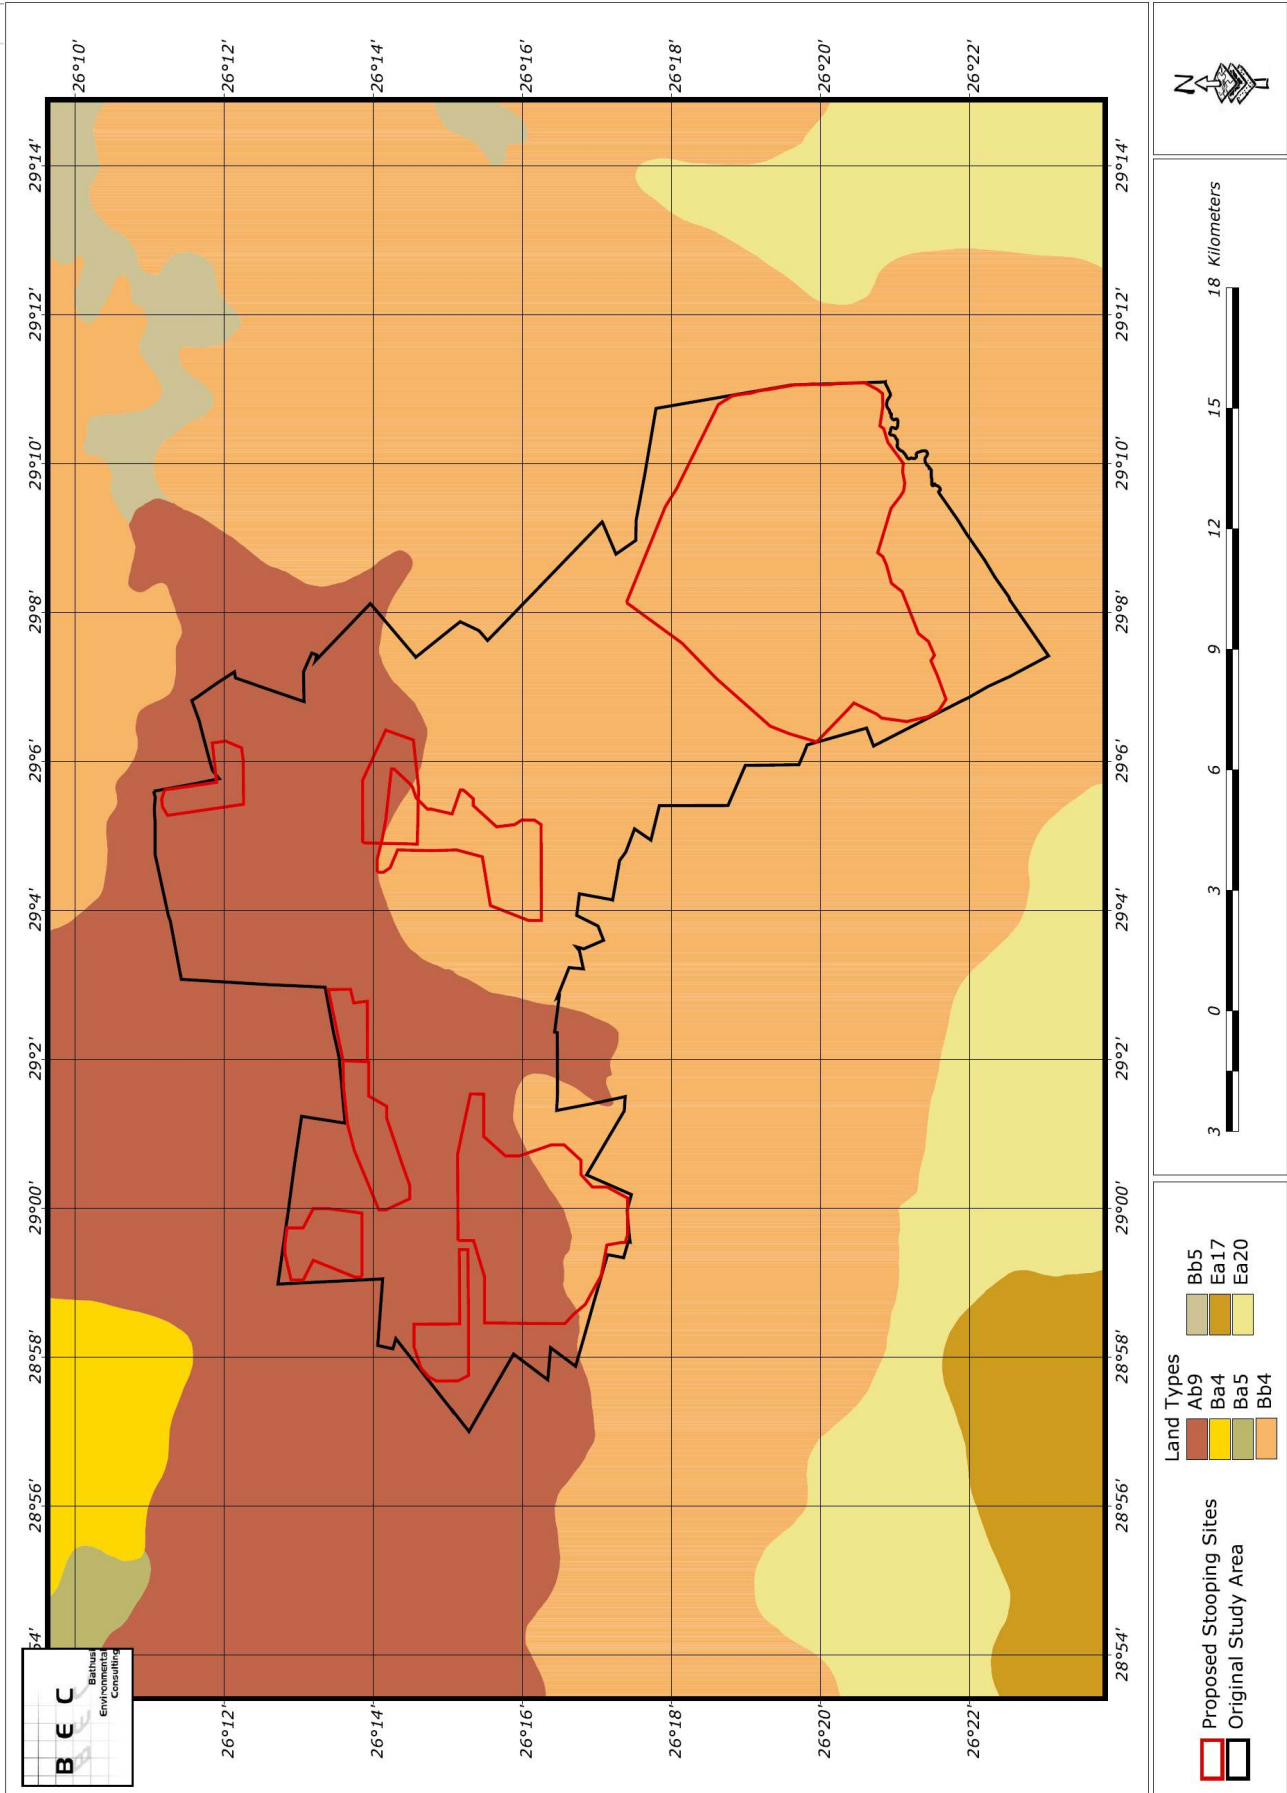 B E C
Bathusi
Environmental
Consulting
54'
28°56'
28°58'
29°00'
29°2'
29°4'
29°6'
29°8'
29°10'
29°12'
29°14'
26°10'
26°12'
26°14'
26°16'
26°18'
26°20'
26°22'
26°12'
26°14'
26°16'
26°18'
26°20'
26°22'
28°54'
28°56'
28°58'
29°00'
29°2'
29°4'
29°6'
29°8'
29°10'
29°12'
29°14'
Proposed Stooping Sites
Original Study Area
Land Types
Ab9
Ba4
Ba5
Bb4
Bb5
Ea17
Ea20
3 0 3 6 9 12 15 18 Kilometers
N